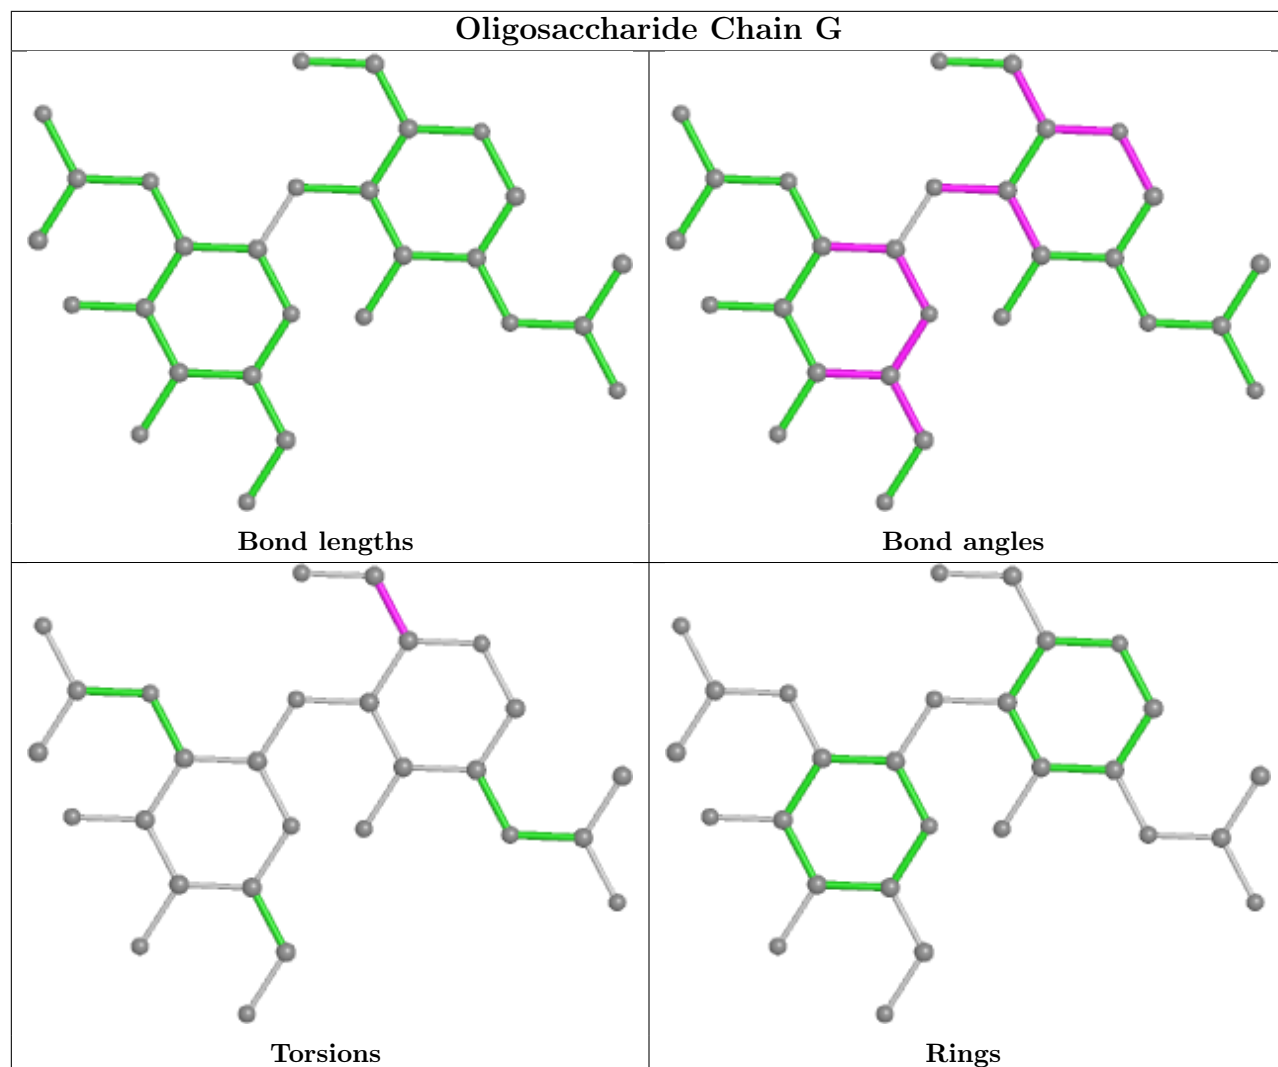 Oligosaccharide Chain G
Bond lengths
Bond angles
Torsions
Rings